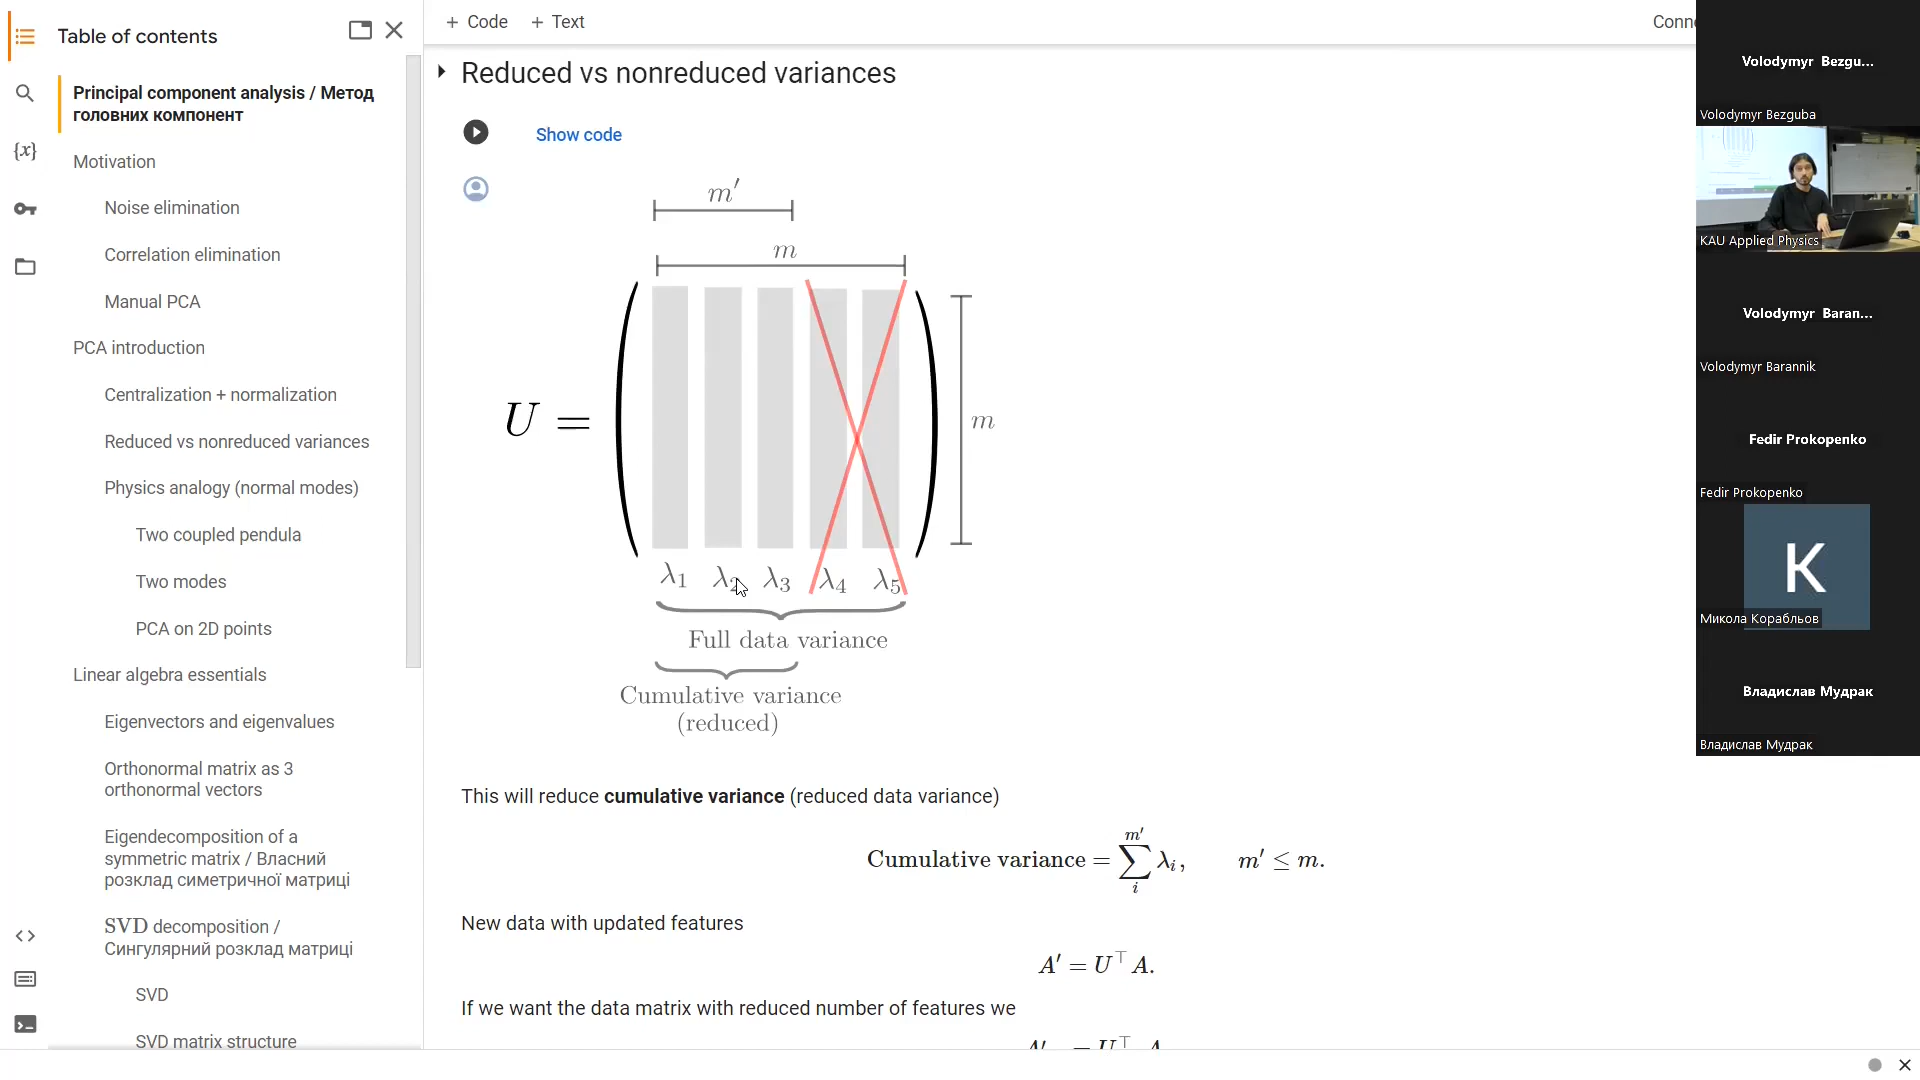 Table of contents
Principal component analysis / Метод
головних компонент
Motivation
Noise elimination
Correlation elimination
Manual PCA
PCA introduction
Centralization + normalization
Reduced vs nonreduced variances
Physics analogy (normal modes)
Two coupled pendula
Two modes
PCA on 2D points
Linear algebra essentials
Eigenvectors and eigenvalues
Orthonormal matrix as 3
orthonormal vectors
Eigendecomposition of a
symmetric matrix / Власний
розклад симетричної матриці
SVD decomposition /
Сингулярний розклад матриці
SVD
SVD matrix structure
{x}
+ Code + Text
Reduced vs nonreduced variances
Show code
m′
m
U =
m
λ₁ λ₂ λ₃ λ₄ λ₅
Full data variance
Cumulative variance
(reduced)
This will reduce cumulative variance (reduced data variance)
Cumulative variance = ∑ᵢᵐ′ λᵢ, m′ ≤ m.
New data with updated features
A′ = U⊤A.
If we want the data matrix with reduced number of features we
Volodymyr Bezgu...
Volodymyr Bezguba
KAU Applied Physics
Volodymyr Baran...
Volodymyr Barannik
Fedir Prokopenko
Fedir Prokopenko
K
Микола Корабльов
Владислав Мудрак
Владислав Мудрак